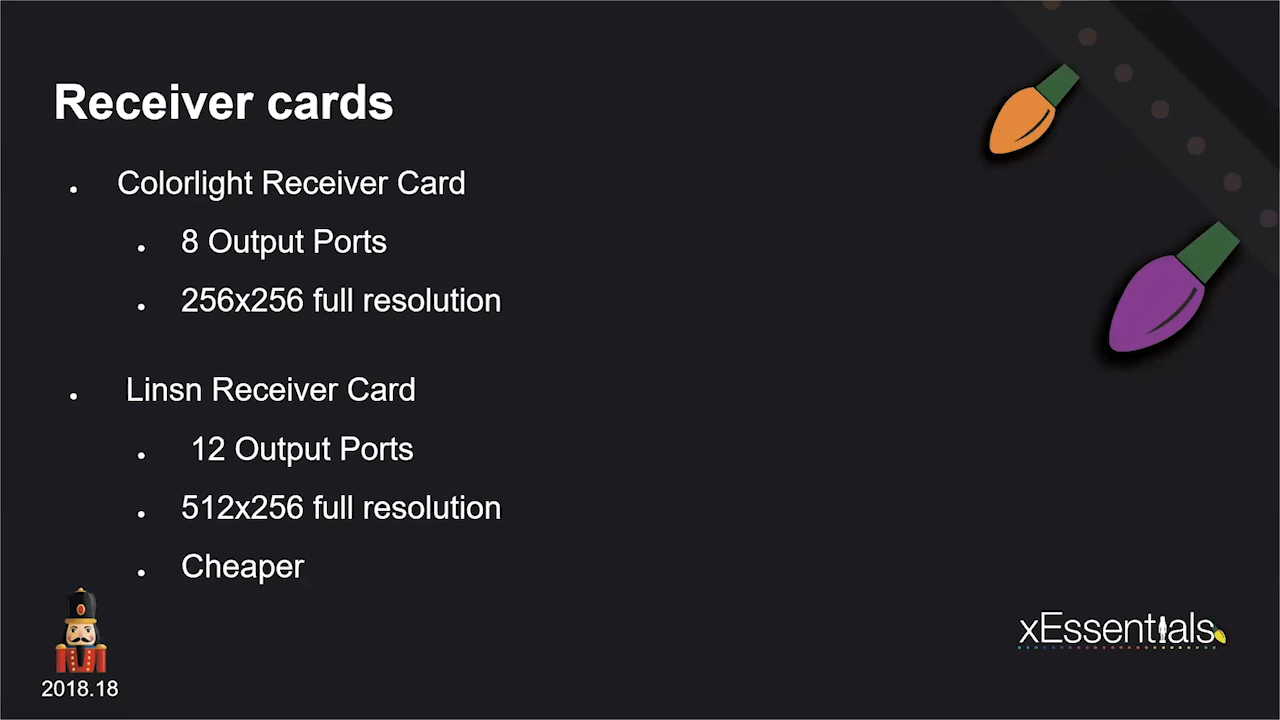 Receiver cards
Colorlight Receiver Card
8 Output Ports
256x256 full resolution
Linsn Receiver Card
12 Output Ports
512x256 full resolution
Cheaper
xEssentials
2018.18